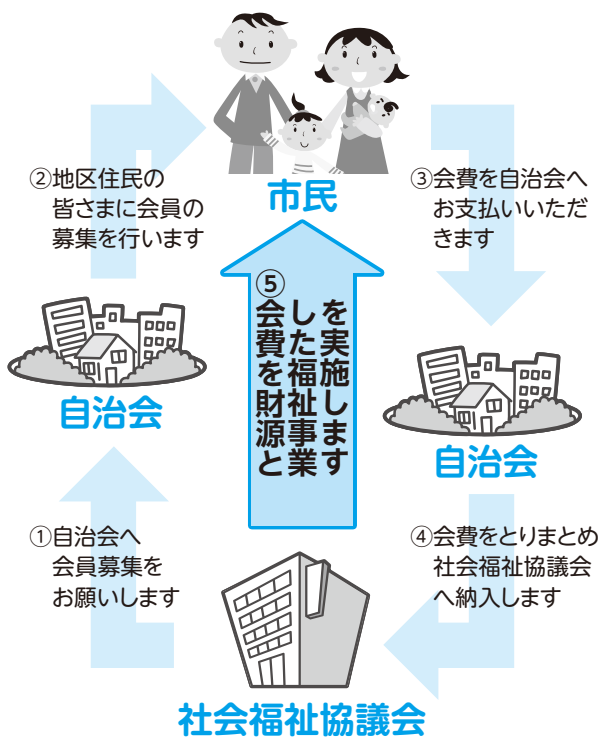 市民
②地区住民の
皆さまに会員の
募集を行います
③会費を自治会へ
お支払いいただ
きます
⑤
会費を財源と
した福祉事業
を実施します
自治会
自治会
①自治会へ
会員募集を
お願いします
④会費をとりまとめ
社会福祉協議会
へ納入します
社会福祉協議会